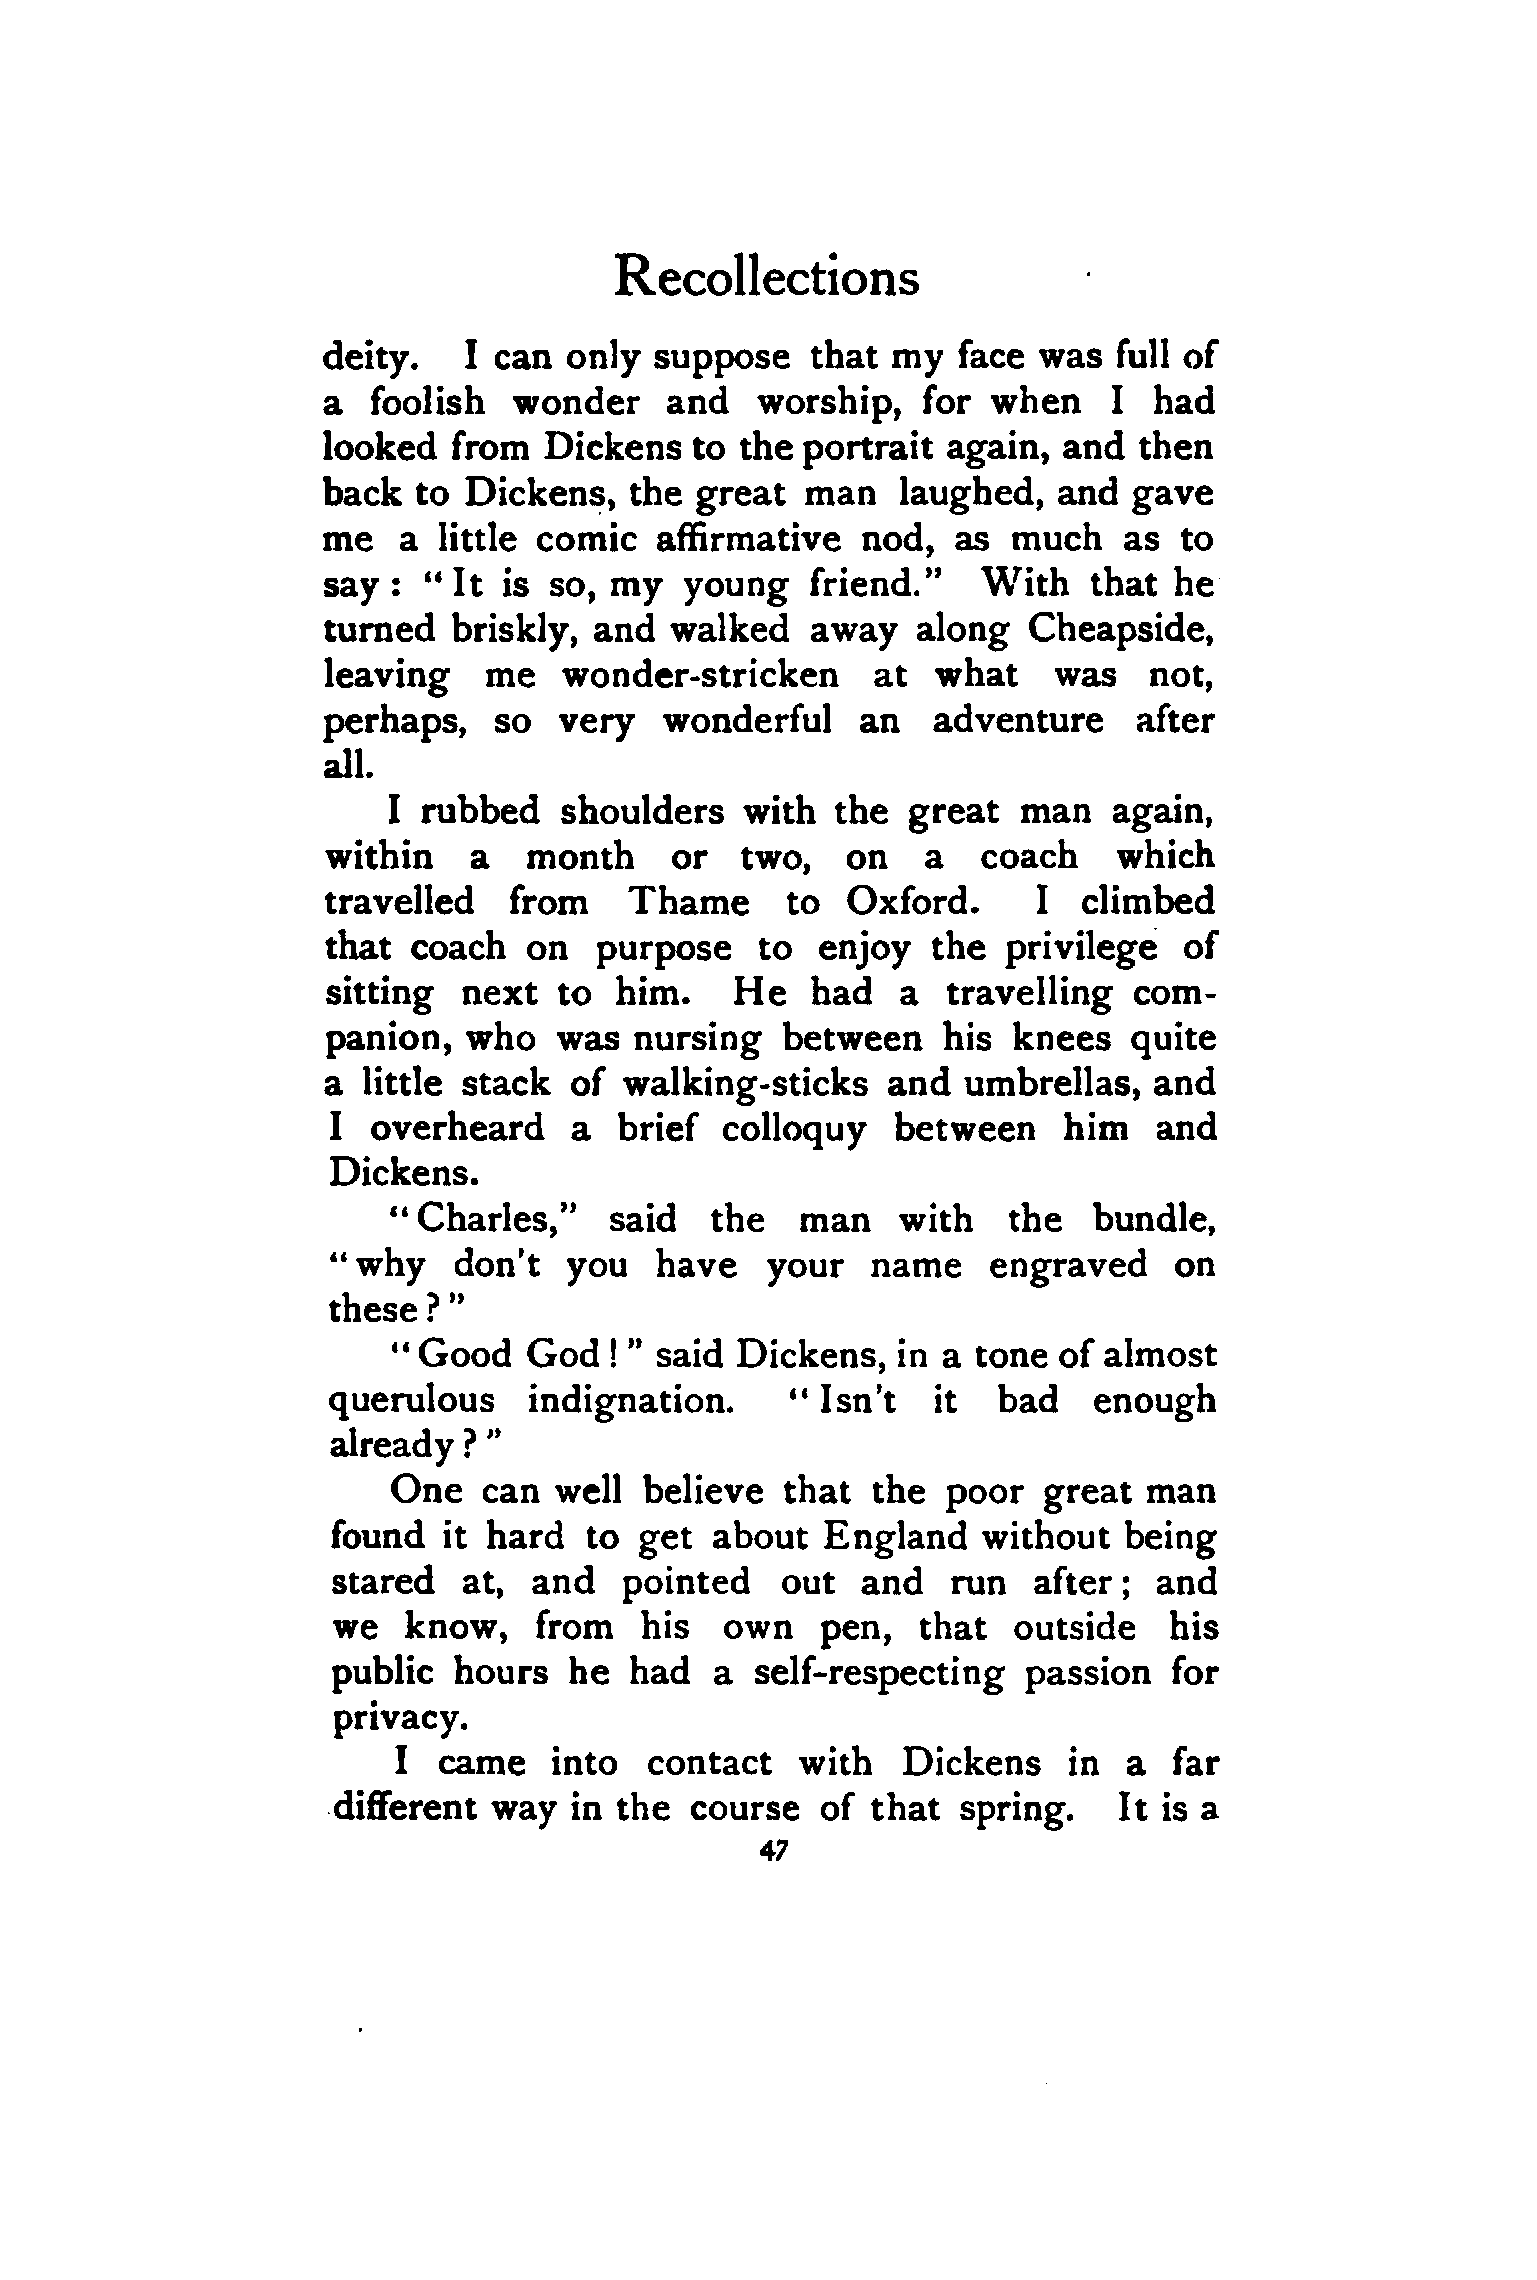 Recollections
deity. I can only suppose that my face was full of
a foolish wonder and worship, for when I had
looked from Dickens to the portrait again, and then
back to Dickens, the great man laughed, and gave
me a little comic affirmative nod, as much as to
say : “ It is so, my young friend.” With that he
turned briskly, and walked away along Cheapside,
leaving me wonder-stricken at what was not,
perhaps, so very wonderful an adventure after
all.
I rubbed shoulders with the great man again,
within a month or two, on a coach which
travelled from Thame to Oxford. I climbed
that coach on purpose to enjoy the privilege of
sitting next to him. He had a travelling com-
panion, who was nursing between his knees quite
a little stack of walking-sticks and umbrellas, and
I overheard a brief colloquy between him and
Dickens.
“ Charles,” said the man with the bundle,
“ why don't you have your name engraved on
these ? ”
“ Good God ! ” said Dickens, in a tone of almost
querulous indignation. “ Isn't it bad enough
already ? ”
One can well believe that the poor great man
found it hard to get about England without being
stared at, and pointed out and run after ; and
we know, from his own pen, that outside his
public hours he had a self-respecting passion for
privacy.
I came into contact with Dickens in a far
different way in the course of that spring. It is a
47